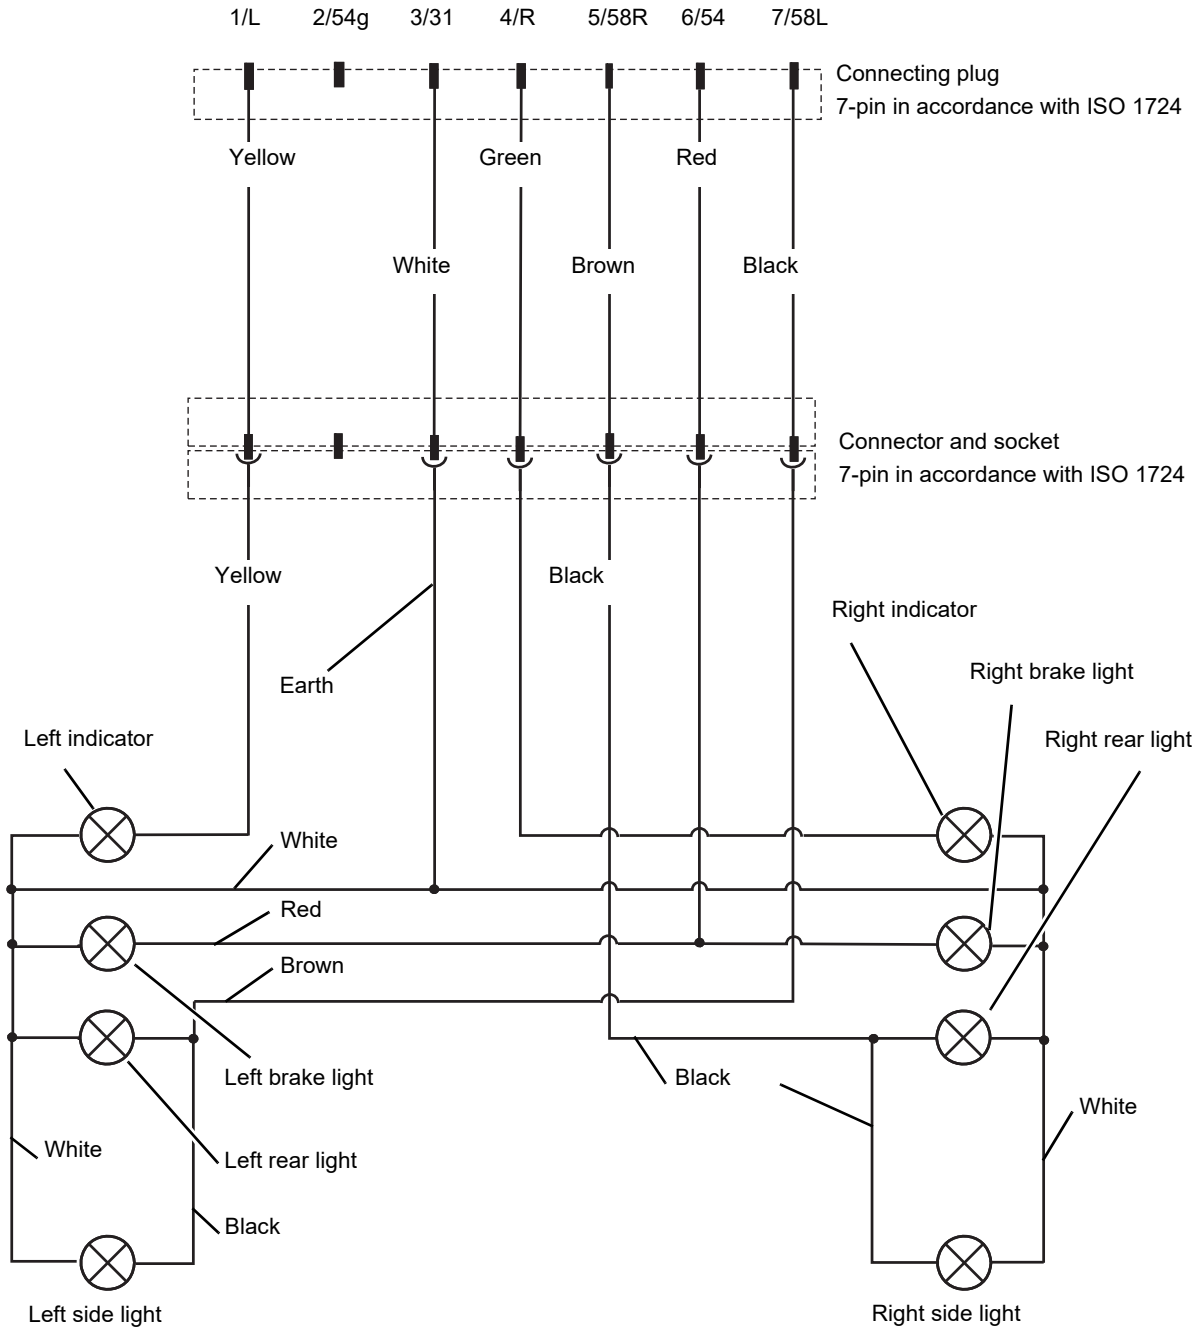 1/L 2/54g 3/31 4/R 5/58R 6/54 7/58L
Connecting plug
7-pin in accordance with ISO 1724
Yellow Green Red
White Brown Black
Connector and socket
7-pin in accordance with ISO 1724
Yellow Black
Right indicator
Right brake light
Earth
Left indicator
Right rear light
White
Red
Brown
Left brake light
Black
White
White
Left rear light
Black
Left side light
Right side light